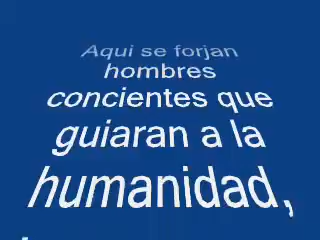 Aqui se forjan
hombres
concientes que
guiaran a la
humanidad,